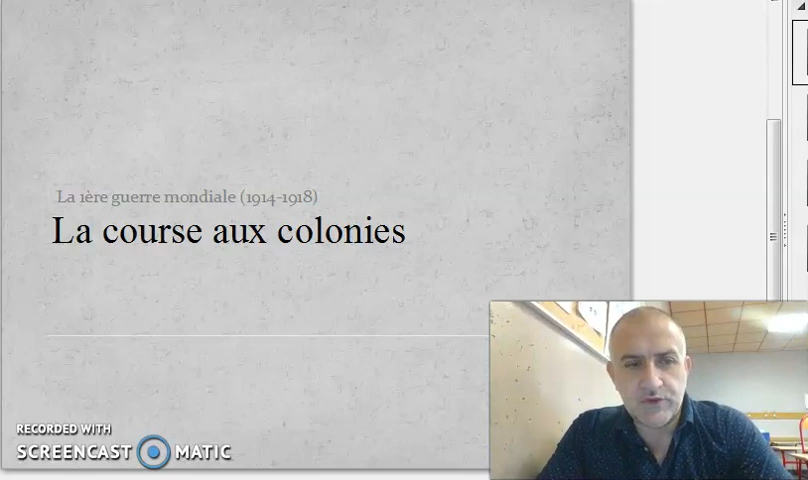 La 1ère guerre mondiale (1914-1918)
La course aux colonies
RECORDED WITH
SCREENCAST MATIC